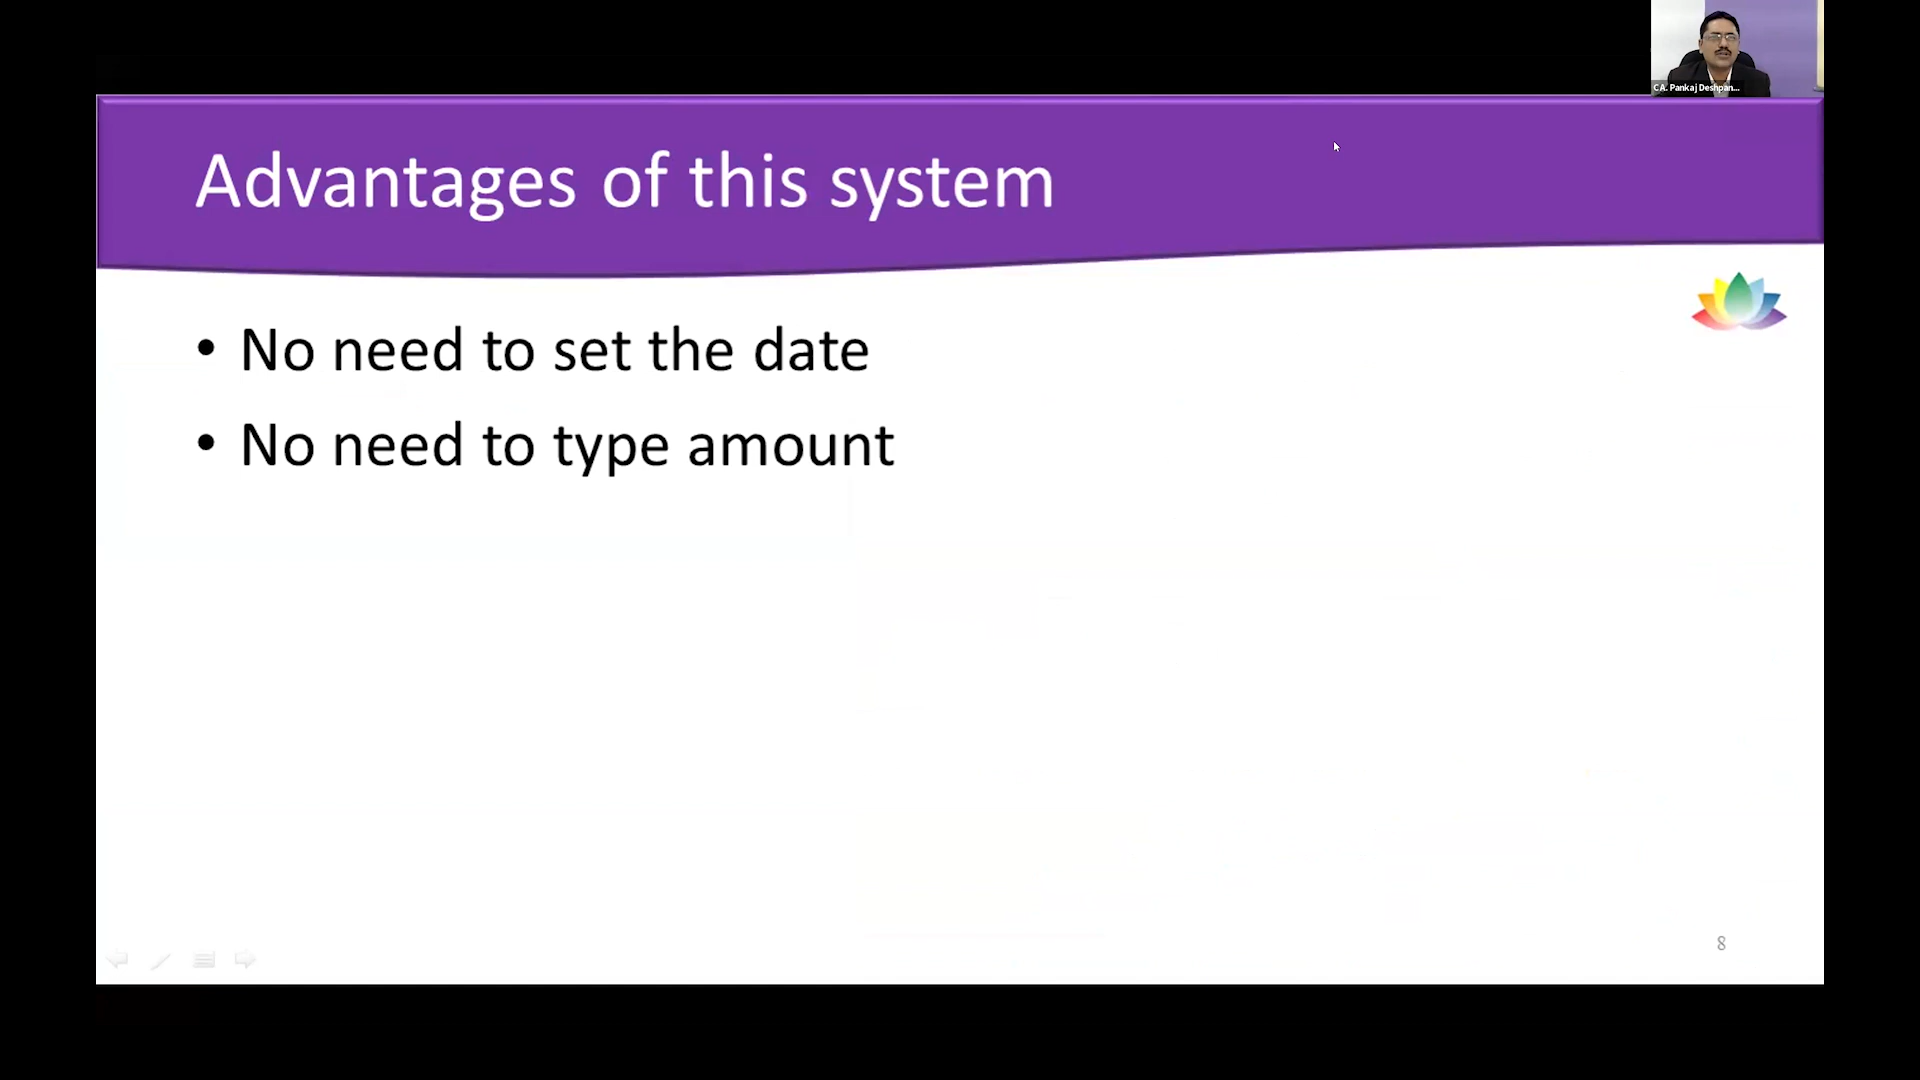 CA. Pankaj Deshpan...
Advantages of this system
• No need to set the date
• No need to type amount
8